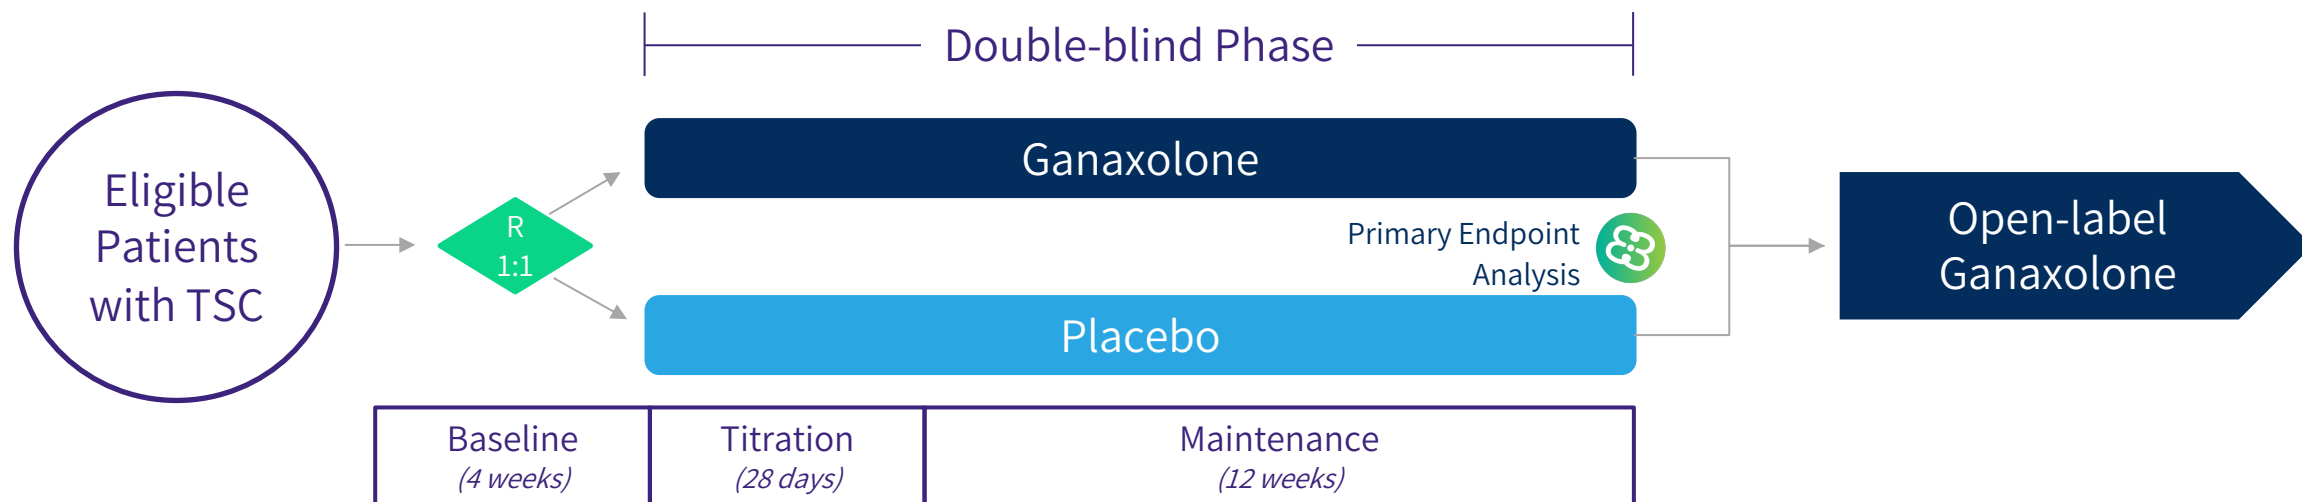 Double-blind Phase
Eligible
Patients
with TSC
R
1:1
Ganaxolone
Primary Endpoint
Analysis
Placebo
Open-label
Ganaxolone
Baseline
(4 weeks)
Titration
(28 days)
Maintenance
(12 weeks)